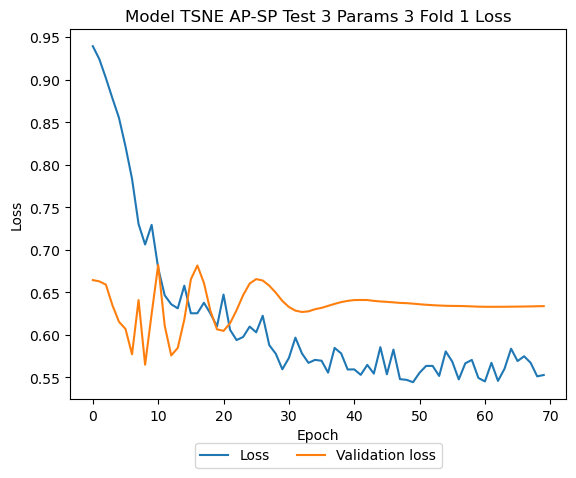 Model TSNE AP-SP Test 3 Params 3 Fold 1 Loss
0.95
0.90
0.85
0.80
0.75
0.70
0.65
0.60
0.55
Loss
0 10 20 30 40 50 60 70
Epoch
Loss Validation loss